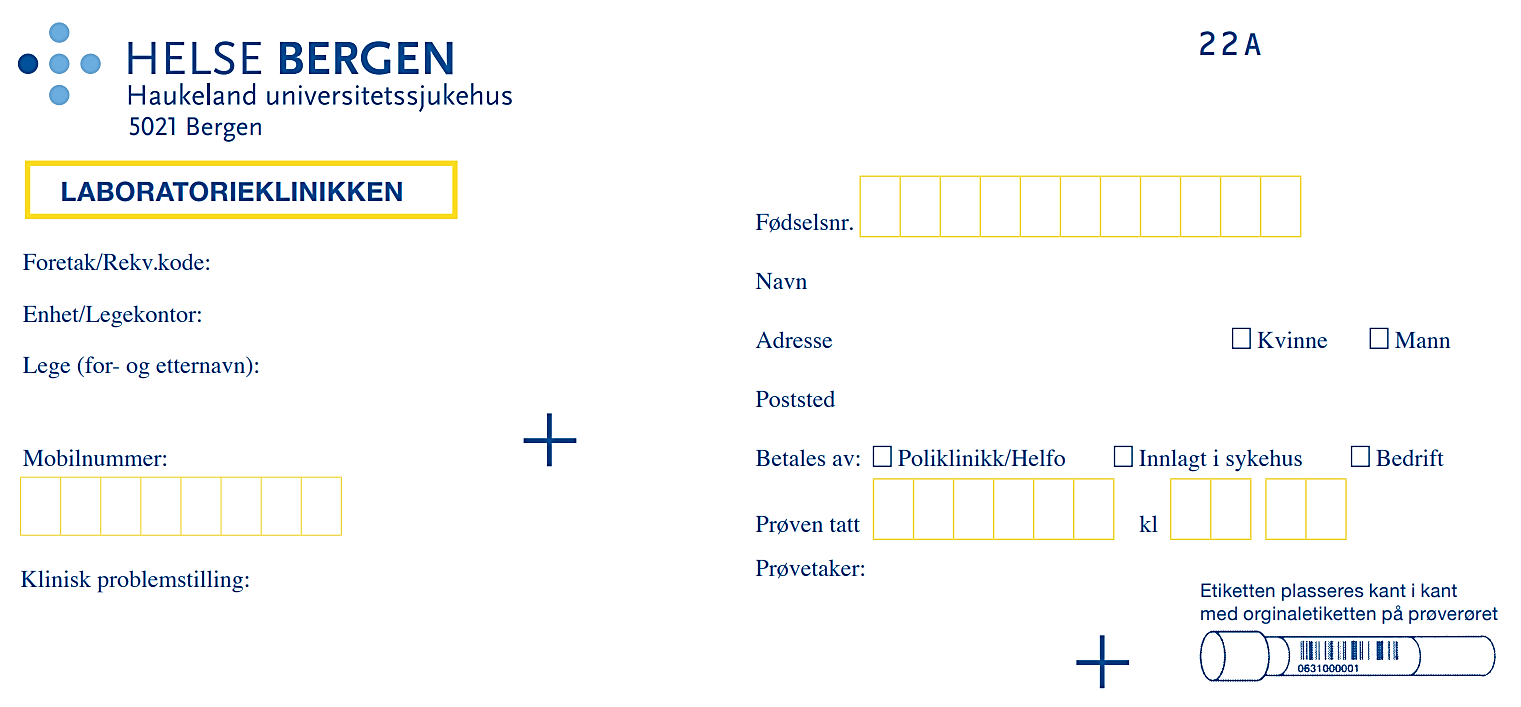 HELSE BERGEN
Haukeland universitetssjukehus
5021 Bergen
22A
LABORATORIEKLINIKKEN
Foretak/Rekv.kode:
Enhet/Legekontor:
Lege (for- og etternavn):
Mobilnummer:
Klinisk problemstilling:
Fødselsnr.
Navn
Adresse Kvinne Mann
Poststed
Betales av: Poliklinikk/Helfo Innlagt i sykehus Bedrift
Prøven tatt kl
Prøvetaker:
Etiketten plasseres kant i kant
med orginaletiketten på prøverøret
0631000001